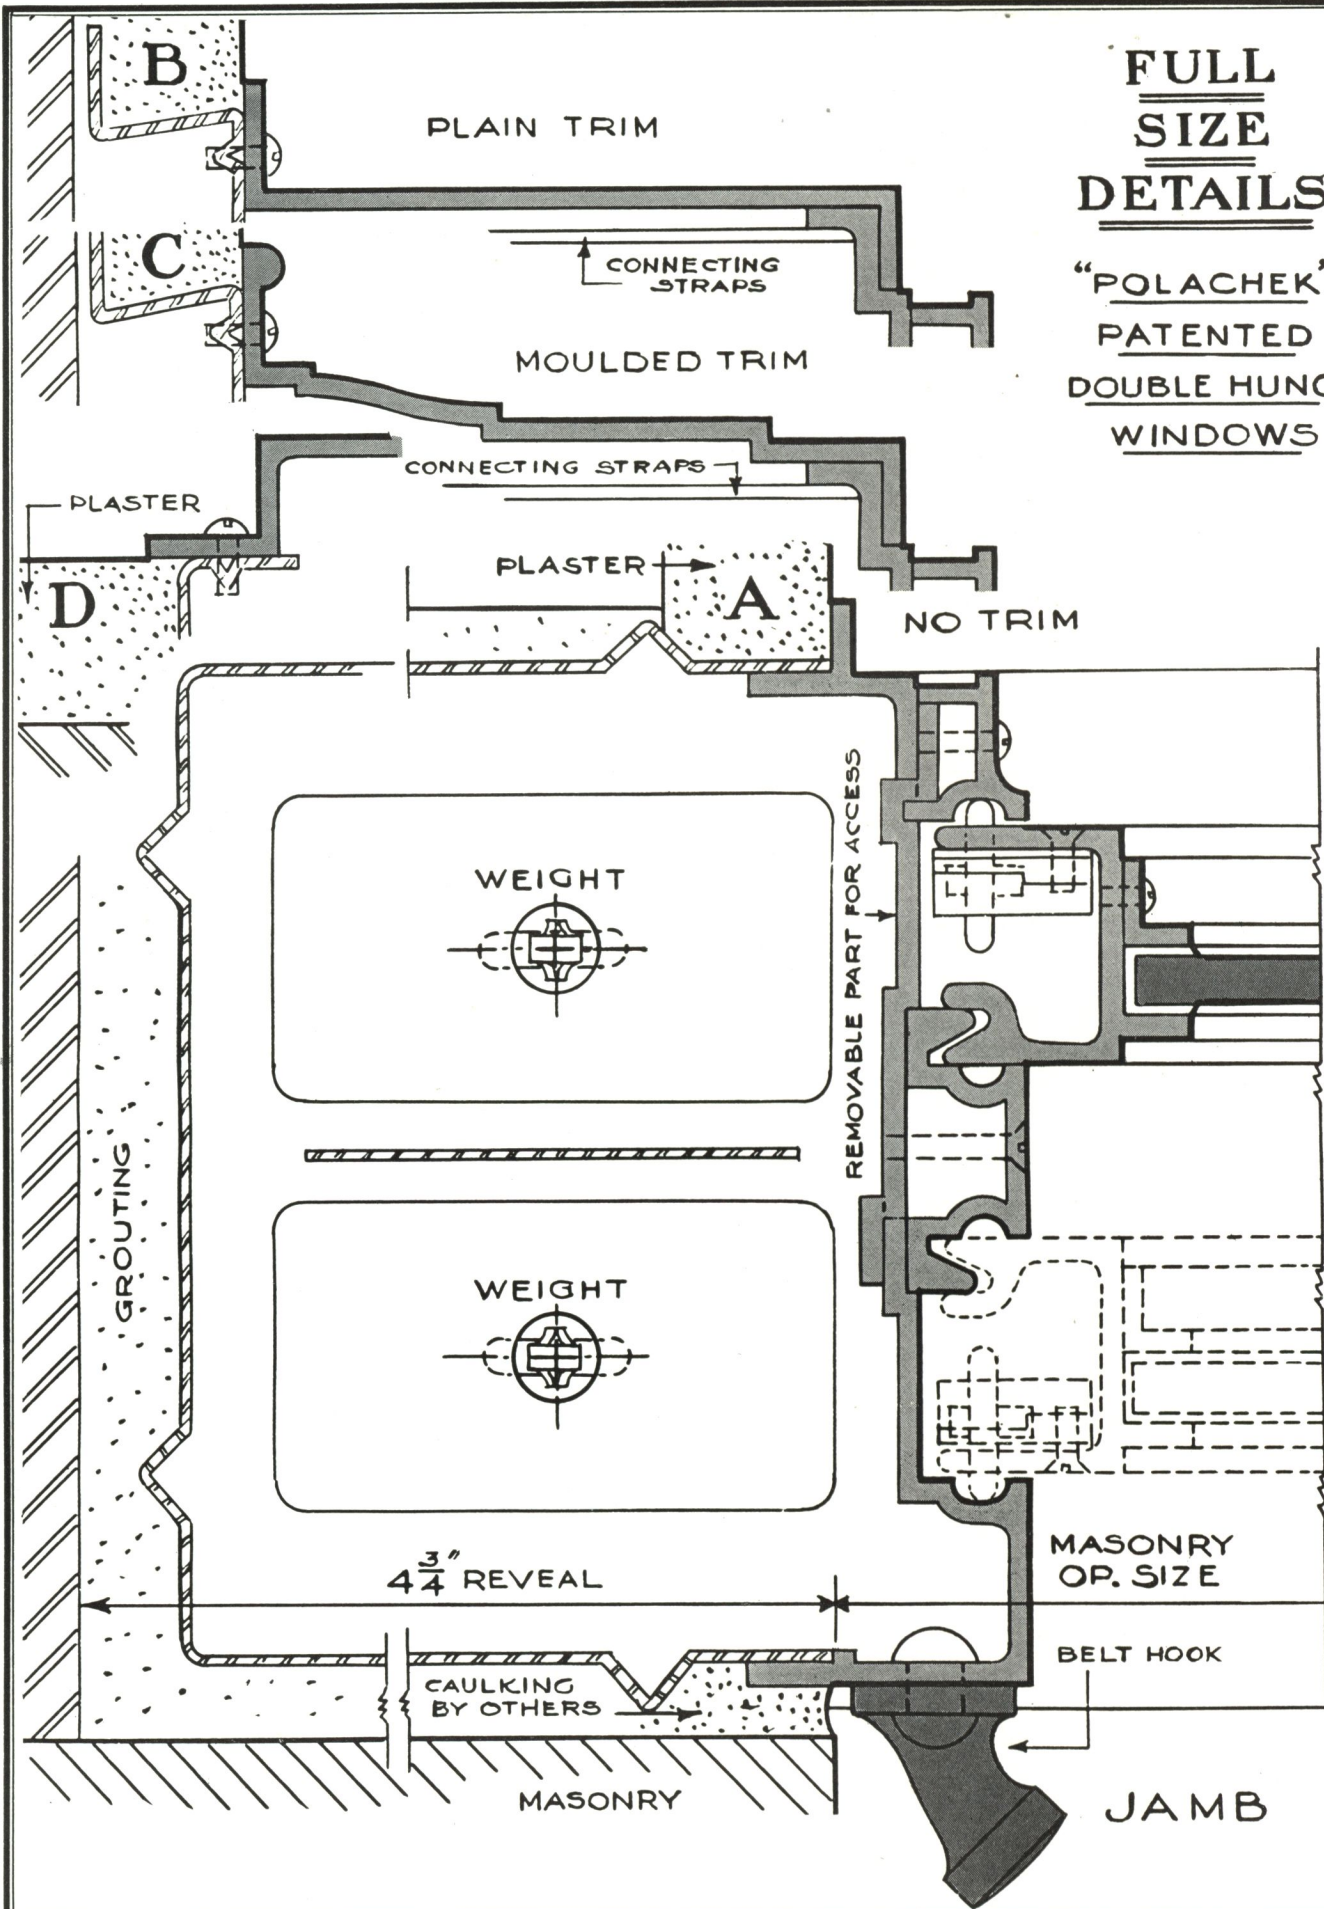 B
PLAIN TRIM
FULL
SIZE
DETAILS
C
CONNECTING
STRAPS
"POLACHEK"
PATENTED
DOUBLE HUNG
WINDOWS
MOULDED TRIM
CONNECTING STRAPS
PLASTER
D
PLASTER
A
NO TRIM
REMOVABLE PART FOR ACCESS
WEIGHT
GROUTING
WEIGHT
4 3/4" REVEAL
MASONRY
OP. SIZE
BELT HOOK
CAULKING
BY OTHERS
MASONRY
JAMB